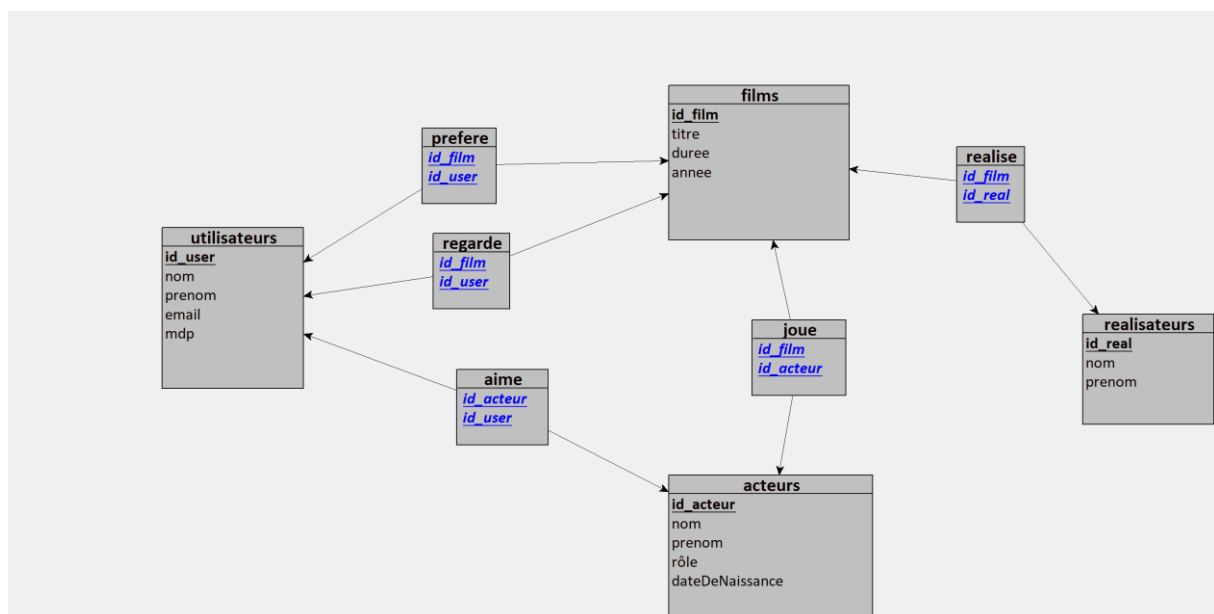 films
id_film
titre
duree
annee
prefere
id_film
id_user
realise
id_film
id_real
utilisateurs
id_user
nom
prenom
email
mdp
regarde
id_film
id_user
joue
id_film
id_acteur
realisateurs
id_real
nom
prenom
aime
id_acteur
id_user
acteurs
id_acteur
nom
prenom
rôle
dateDeNaissance